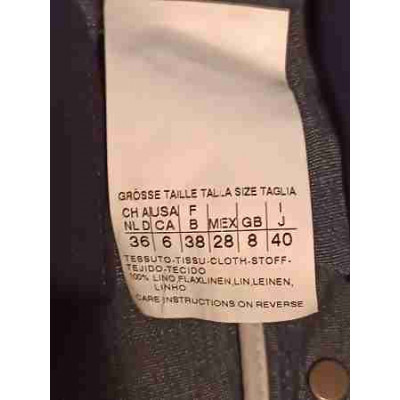 GRÖSSE TAILLE TALLA SIZE TAGLIA
CH A USA F I
NL D CA B MEX GB J
36 6 38 28 8 40
TESSUTO-TISSU-CLOTH-STOFF-
TEJIDO-TECIDO
100% LINO,FLAXLINEN,LIN,LEINEN,
LINHO
CARE INSTRUCTIONS ON REVERSE